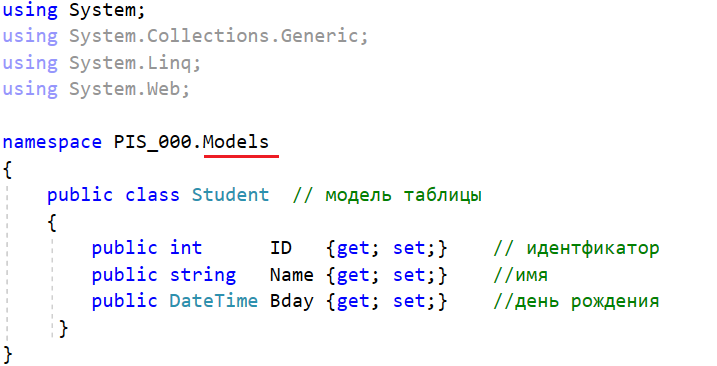 using System;
using System.Collections.Generic;
using System.Linq;
using System.Web;
namespace PIS_000.Models
{
public class Student // модель таблицы
{
public int ID {get; set;} // идентфикатор
public string Name {get; set;} //имя
public DateTime Bday {get; set;} //день рождения
}
}